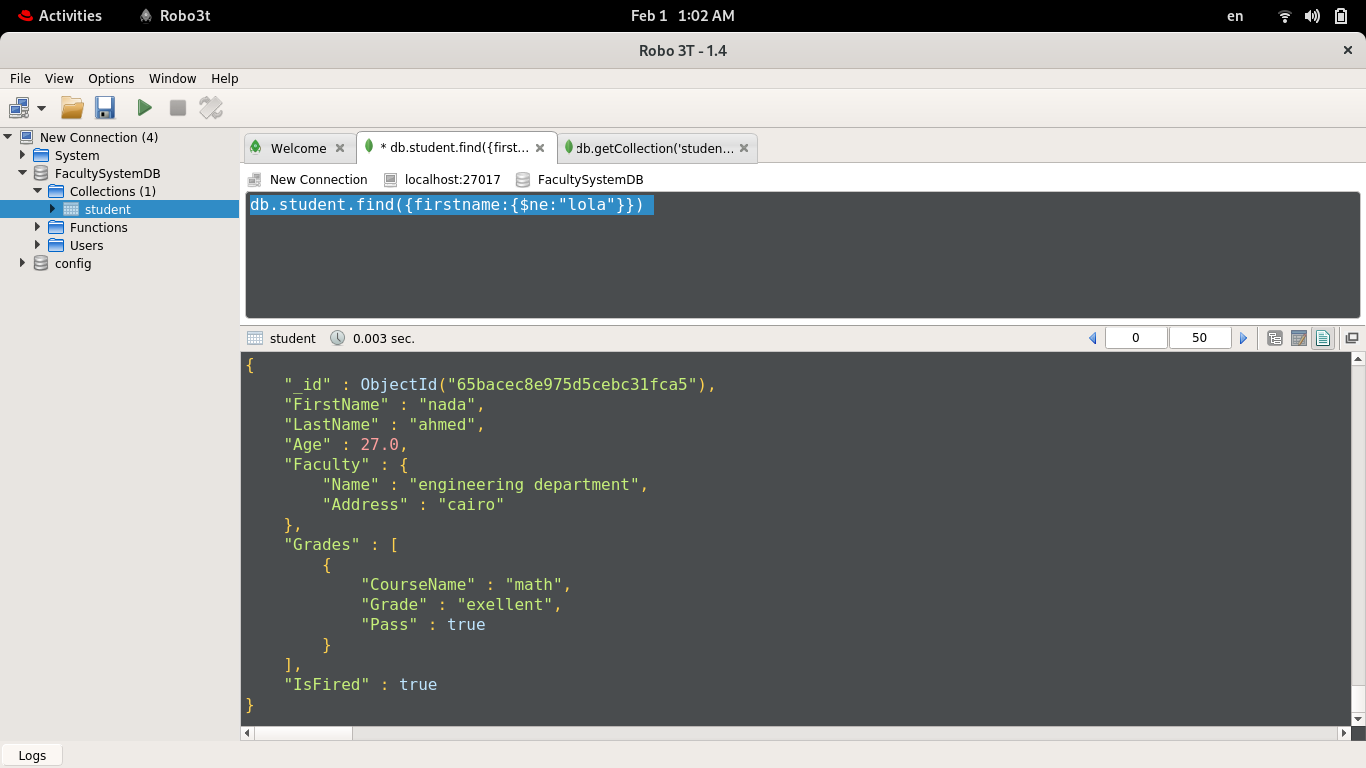 Activities Robo3t Feb 1 1:02 AM en
Robo 3T - 1.4
File View Options Window Help
New Connection (4)
System
FacultySystemDB
Collections (1)
student
Functions
Users
config
Welcome * db.student.find({first... db.getCollection('studen...
New Connection localhost:27017 FacultySystemDB
db.student.find({firstname:{$ne:"lola"}})
student 0.003 sec. 0 50
{
"_id" : ObjectId("65bacec8e975d5cebc31fca5"),
"FirstName" : "nada",
"LastName" : "ahmed",
"Age" : 27.0,
"Faculty" : {
"Name" : "engineering department",
"Address" : "cairo"
},
"Grades" : [
{
"CourseName" : "math",
"Grade" : "exellent",
"Pass" : true
}
],
"IsFired" : true
}
Logs